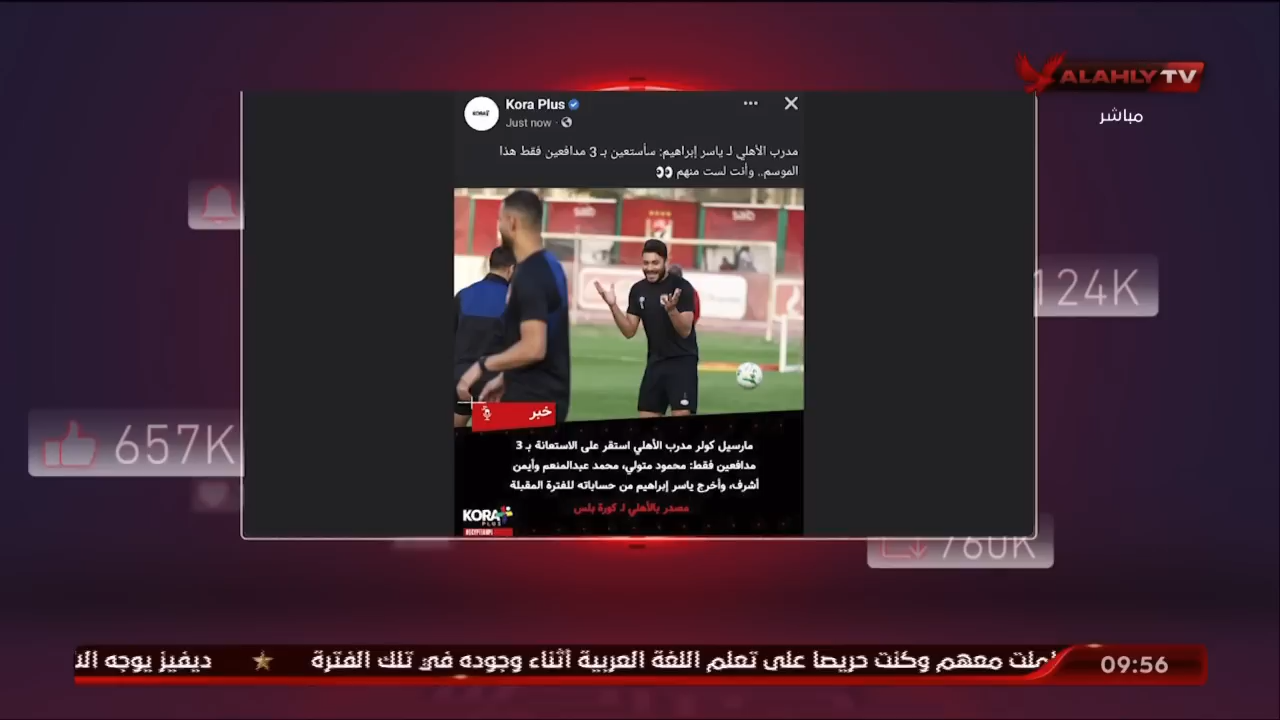 ALAHLY TV
مباشر
Kora Plus
Just now
مدرب الأهلي لـ ياسر إبراهيم: سأستعين بـ 3 مدافعين فقط هذا
الموسم.. وأنت لست منهم 👀
124K
657K
760K
خبر
مارسيل كولر مدرب الأهلي استقر على الاستعانة بـ 3
مدافعين فقط: محمود متولي، محمد عبدالمنعم وأيمن
أشرف، وأخرج ياسر إبراهيم من حساباته للفترة المقبلة
مصدر بالأهلي لـ كورة بلس
KORA
PLUS
معهم وكنت حريصا على تعلم اللغة العربية أثناء وجوده في تلك الفترة ★ ديفيز يوجه
09:56